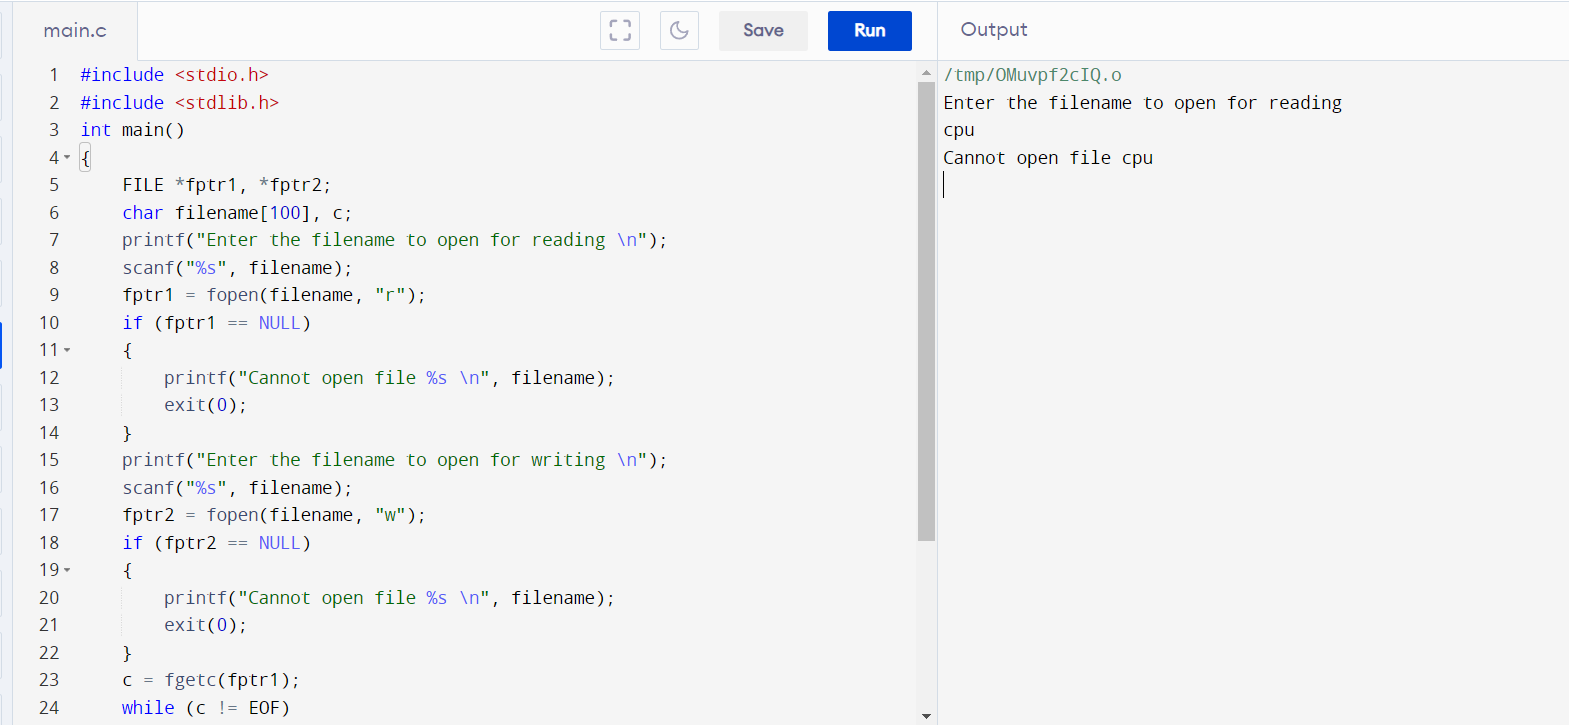 main.c
Save
Run
Output
1 #include <stdio.h>
2 #include <stdlib.h>
3 int main()
4 {
5     FILE *fptr1, *fptr2;
6     char filename[100], c;
7     printf("Enter the filename to open for reading \n");
8     scanf("%s", filename);
9     fptr1 = fopen(filename, "r");
10     if (fptr1 == NULL)
11     {
12         printf("Cannot open file %s \n", filename);
13         exit(0);
14     }
15     printf("Enter the filename to open for writing \n");
16     scanf("%s", filename);
17     fptr2 = fopen(filename, "w");
18     if (fptr2 == NULL)
19     {
20         printf("Cannot open file %s \n", filename);
21         exit(0);
22     }
23     c = fgetc(fptr1);
24     while (c != EOF)
/tmp/OMuvpf2cIQ.o
Enter the filename to open for reading
cpu
Cannot open file cpu